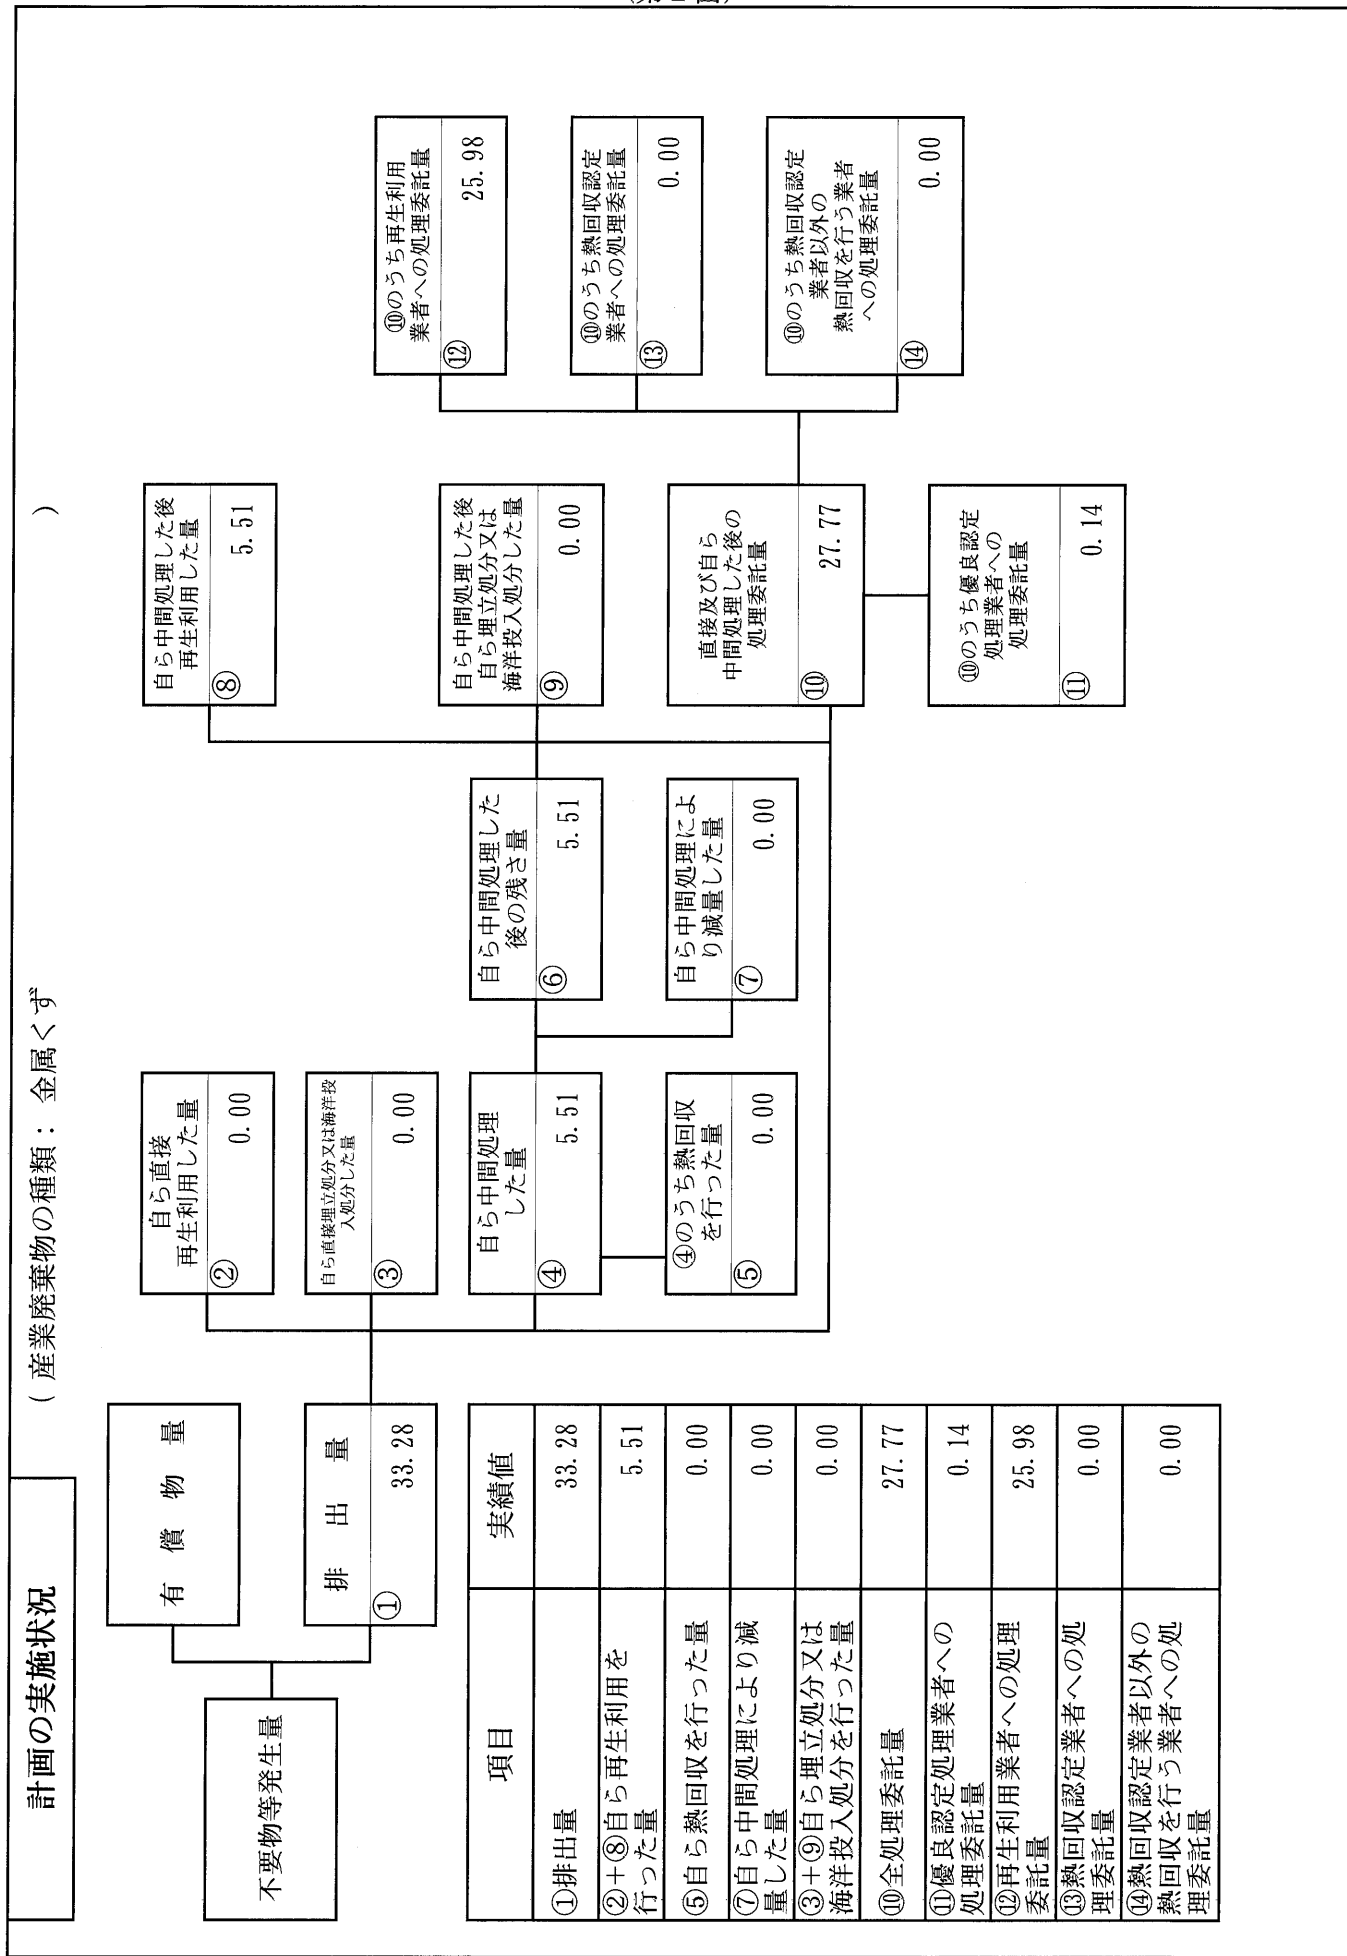 (第2面)
計画の実施状況
(産業廃棄物の種類: 金属くず )
不要物等発生量
有償物量
排出量
① 33.28
自ら直接
再生利用した量
② 0.00
自ら直接埋立処分又は海洋投
入処分した量
③ 0.00
自ら中間処理
した量
④ 5.51
④のうち熱回収
を行った量
⑤ 0.00
自ら中間処理した
後の残さ量
⑥ 5.51
自ら中間処理によ
り減量した量
⑦ 0.00
自ら中間処理した後
再生利用した量
⑧ 5.51
自ら中間処理した後
自ら埋立処分又は
海洋投入処分した量
⑨ 0.00
直接及び自ら
中間処理した後の
処理委託量
⑩ 27.77
⑩のうち優良認定
処理業者への
処理委託量
⑪ 0.14
⑩のうち再生利用
業者への処理委託量
⑫ 25.98
⑩のうち熱回収認定
業者への処理委託量
⑬ 0.00
⑩のうち熱回収認定
業者以外の
熱回収を行う業者
への処理委託量
⑭ 0.00
項目 実績値
①排出量 33.28
②+⑧自ら再生利用を
行った量 5.51
⑤自ら熱回収を行った量 0.00
⑦自ら中間処理により減
量した量 0.00
③+⑨自ら埋立処分又は
海洋投入処分を行った量 0.00
⑩全処理委託量 27.77
⑪優良認定処理業者への
処理委託量 0.14
⑫再生利用業者への処理
委託量 25.98
⑬熱回収認定業者への処
理委託量 0.00
⑭熱回収認定業者以外の
熱回収を行う業者への処
理委託量 0.00